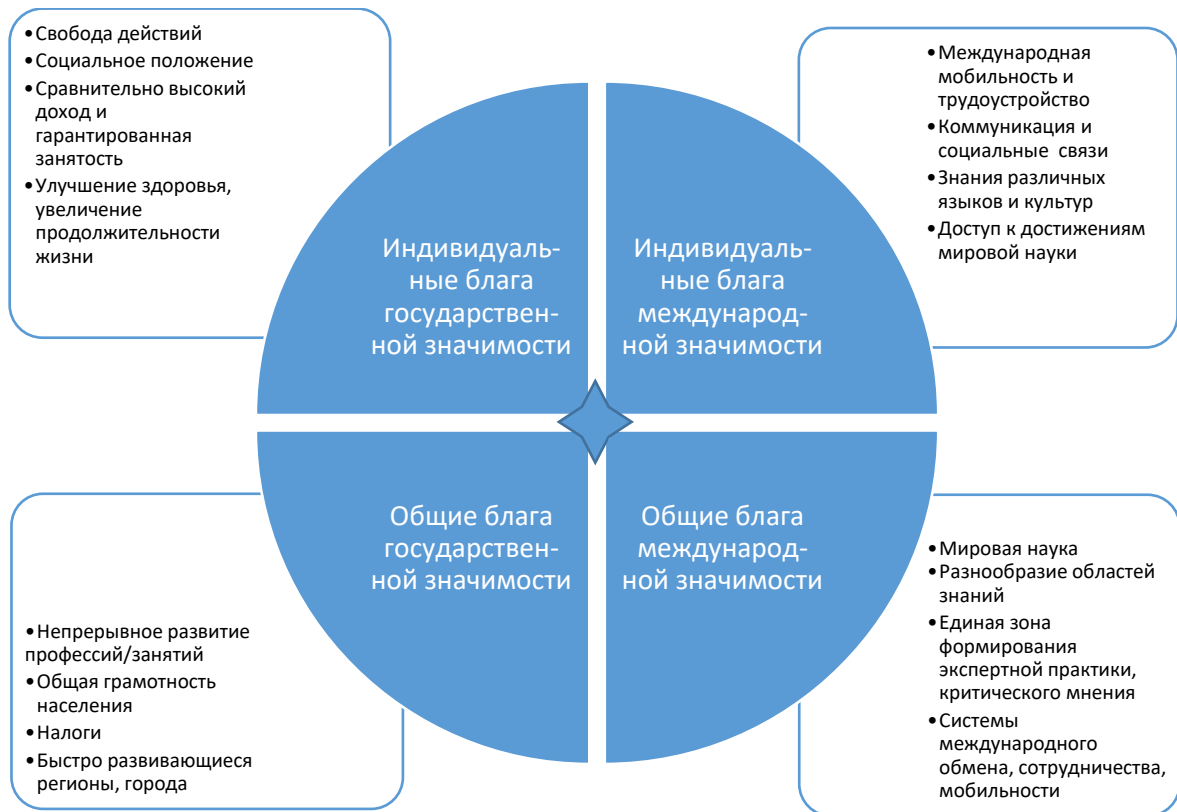 •Свобода действий
•Социальное положение
•Сравнительно высокий
доход и
гарантированная
занятость
•Улучшение здоровья,
увеличение
продолжительности
жизни
•Международная
мобильность и
трудоустройство
•Коммуникация и
социальные связи
•Знания различных
языков и культур
•Доступ к достижениям
мировой науки
Индивидуаль-
ные блага
государствен-
ной значимости
Индивидуаль-
ные блага
международ-
ной значимости
Общие блага
государствен-
ной значимости
Общие блага
международ-
ной значимости
•Непрерывное развитие
профессий/занятий
•Общая грамотность
населения
•Налоги
•Быстро развивающиеся
регионы, города
•Мировая наука
•Разнообразие областей
знаний
•Единая зона
формирования
экспертной практики,
критического мнения
•Системы
международного
обмена, сотрудничества,
мобильности